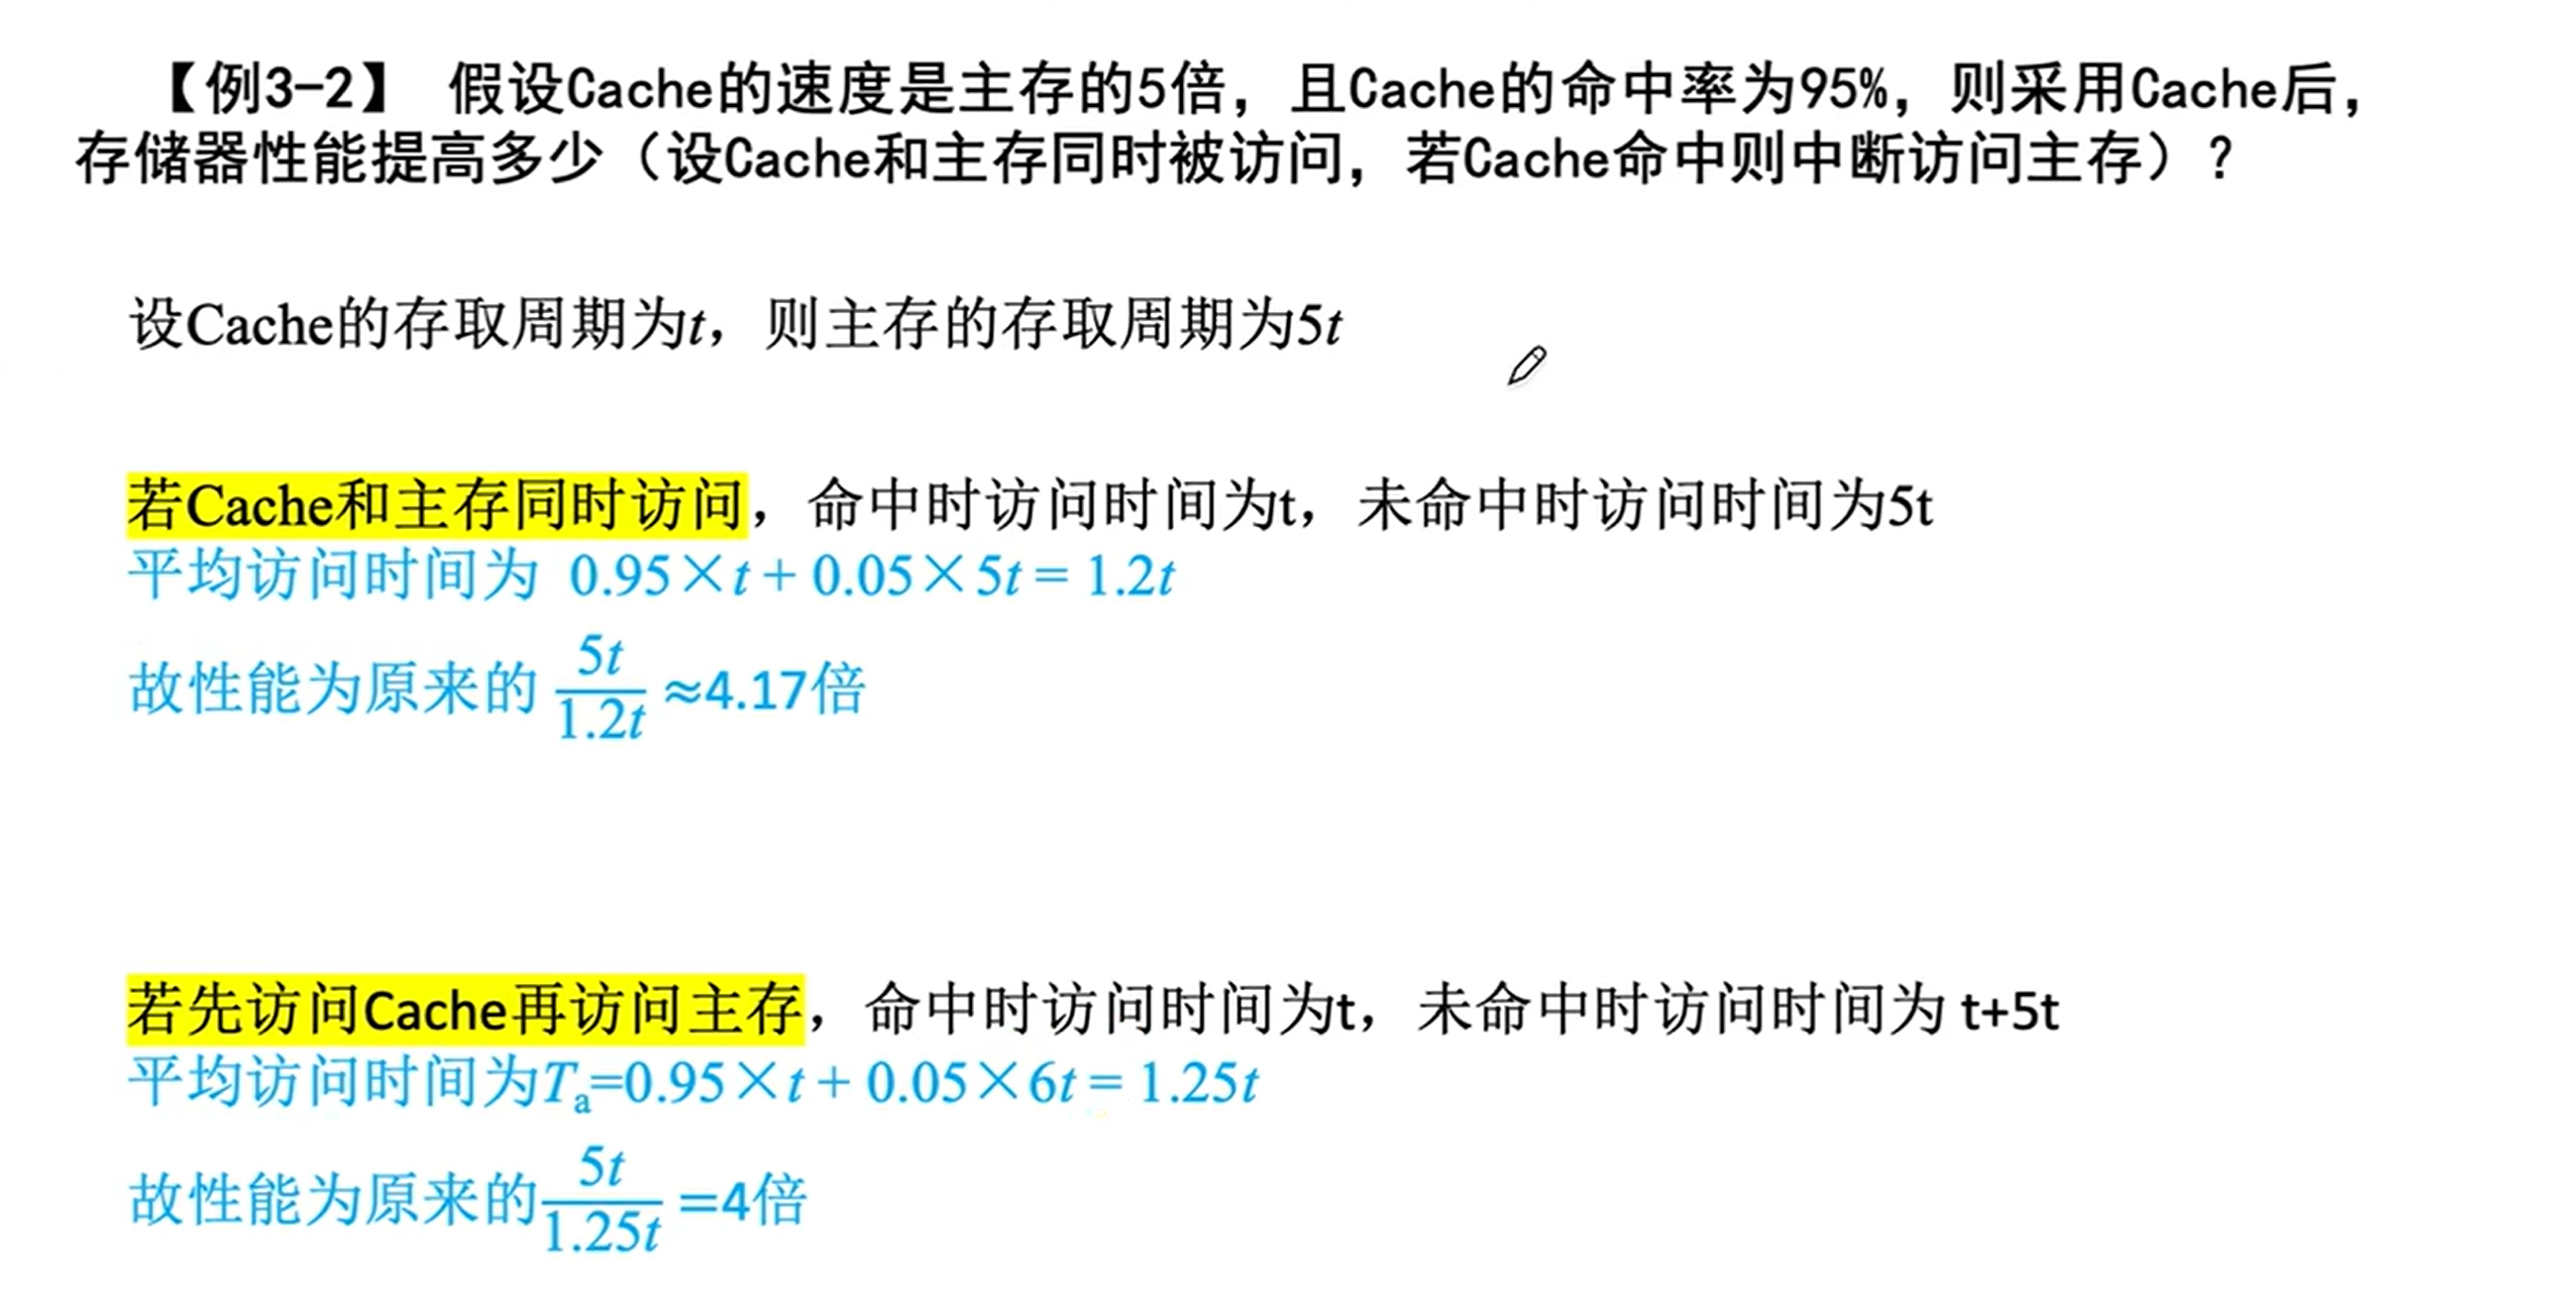 【例3-2】 假设Cache的速度是主存的5倍，且Cache的命中率为95%，则采用Cache后，
存储器性能提高多少（设Cache和主存同时被访问，若Cache命中则中断访问主存）?
设Cache的存取周期为t，则主存的存取周期为5t
若Cache和主存同时访问，命中时访问时间为t，未命中时访问时间为5t
平均访问时间为 0.95×t + 0.05×5t = 1.2t
故性能为原来的 5t/1.2t ≈4.17倍
若先访问Cache再访问主存，命中时访问时间为t，未命中时访问时间为 t+5t
平均访问时间为Ta=0.95×t + 0.05×6t = 1.25t
故性能为原来的 5t/1.25t =4倍